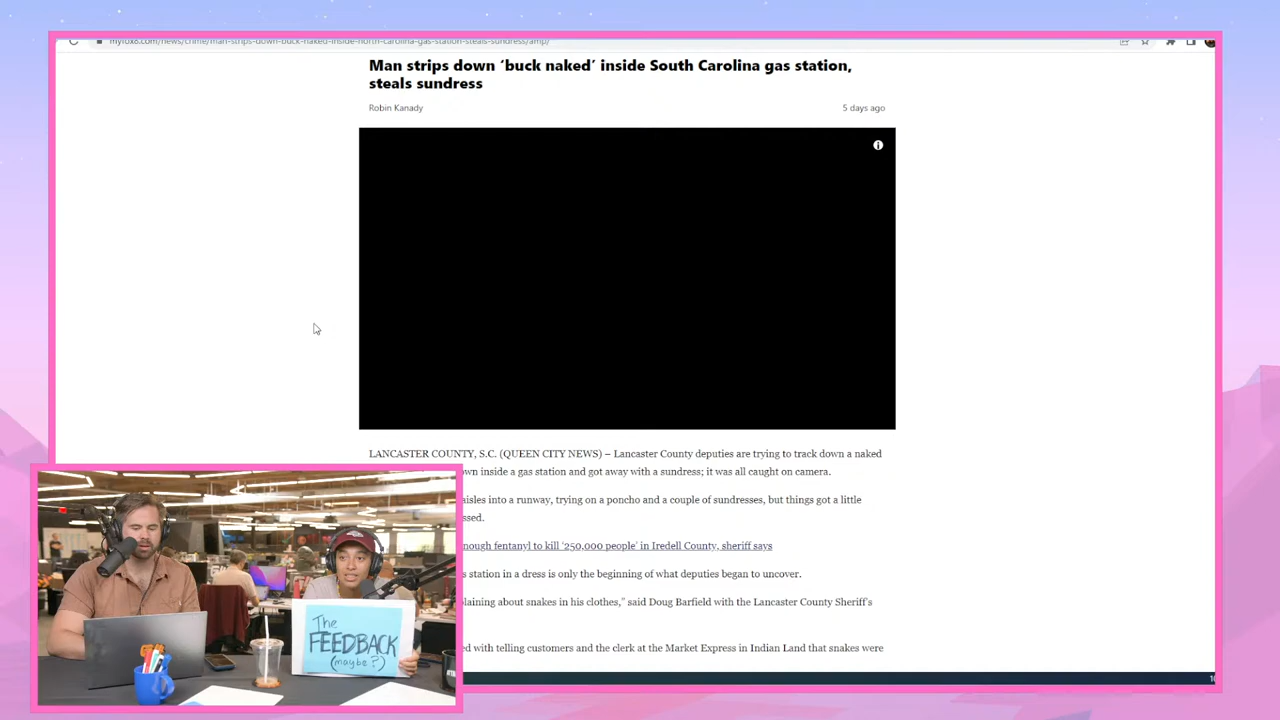 myfox8.com/news/crime/man-strips-down-buck-naked-inside-north-carolina-gas-station-steals-sundress/amp/
Man strips down ‘buck naked’ inside South Carolina gas station,
steals sundress
Robin Kanady
5 days ago
LANCASTER COUNTY, S.C. (QUEEN CITY NEWS) – Lancaster County deputies are trying to track down a naked
own inside a gas station and got away with a sundress; it was all caught on camera.
aisles into a runway, trying on a poncho and a couple of sundresses, but things got a little
ssed.
nough fentanyl to kill ‘250,000 people’ in Iredell County, sheriff says
s station in a dress is only the beginning of what deputies began to uncover.
plaining about snakes in his clothes,” said Doug Barfield with the Lancaster County Sheriff’s
ed with telling customers and the clerk at the Market Express in Indian Land that snakes were
The
FEEDBACK
(maybe?)